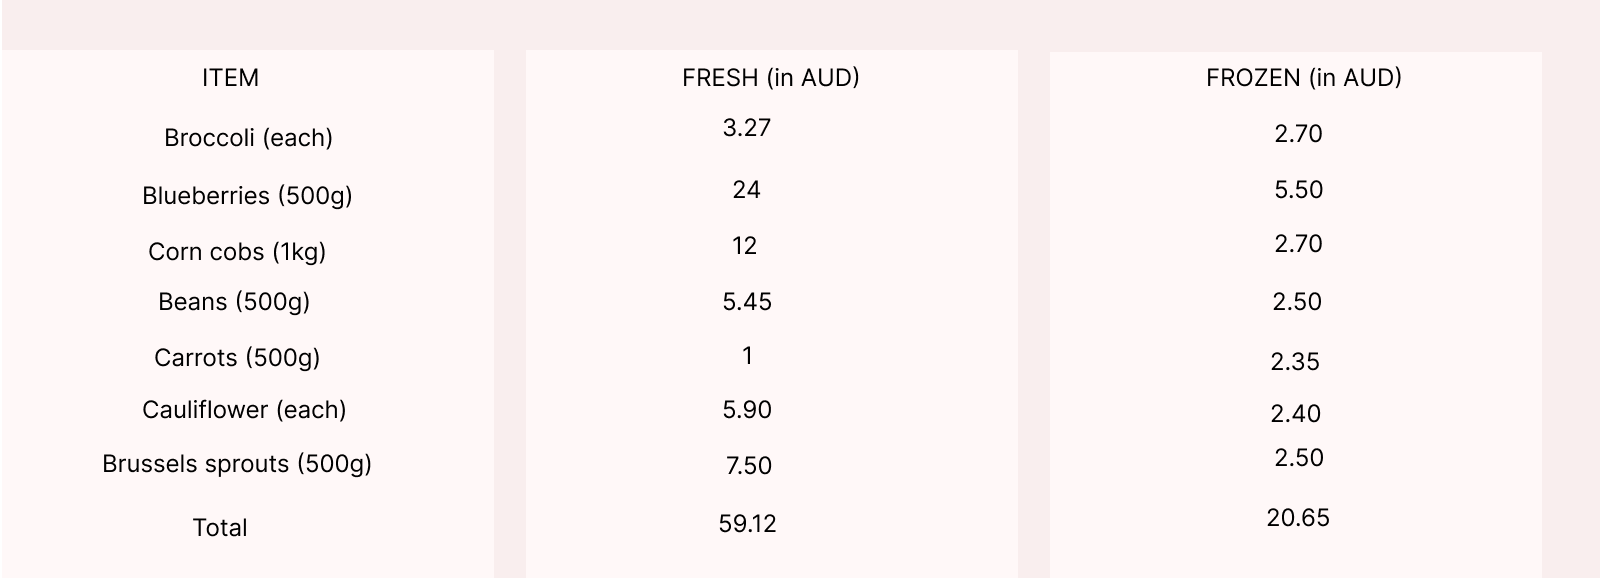 ITEM FRESH (in AUD) FROZEN (in AUD)
Broccoli (each) 3.27 2.70
Blueberries (500g) 24 5.50
Corn cobs (1kg) 12 2.70
Beans (500g) 5.45 2.50
Carrots (500g) 1 2.35
Cauliflower (each) 5.90 2.40
Brussels sprouts (500g) 7.50 2.50
Total 59.12 20.65